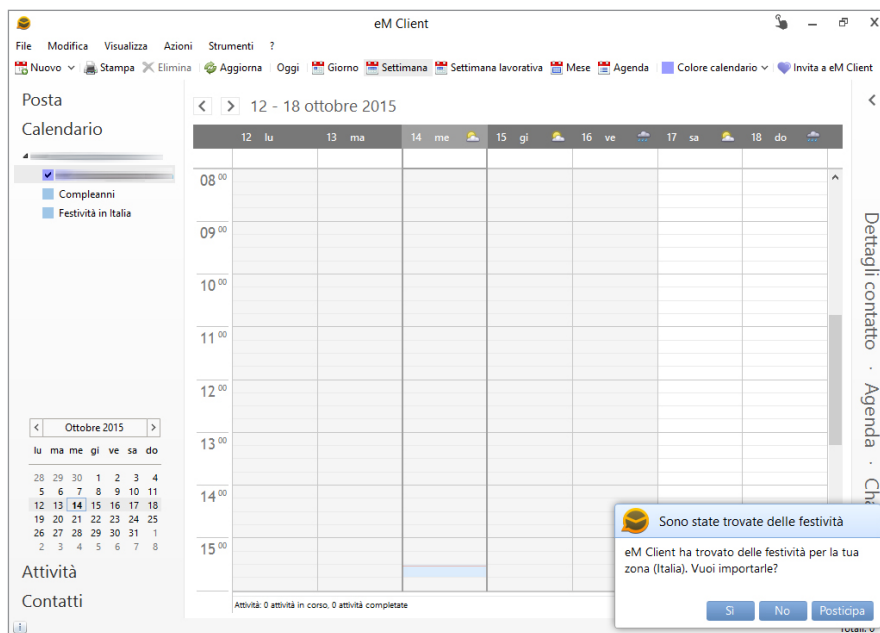 eM Client
File Modifica Visualizza Azioni Strumenti ?
Nuovo Stampa Elimina Aggiorna Oggi Giorno Settimana Settimana lavorativa Mese Agenda Colore calendario Invita a eM Client
Posta
Calendario
Compleanni
Festività in Italia
12 - 18 ottobre 2015
12 lu 13 ma 14 me 15 gi 16 ve 17 sa 18 do
08 00
09 00
10 00
11 00
12 00
13 00
14 00
15 00
Dettagli contatto · Agenda ·
Ottobre 2015
lu ma me gi ve sa do
28 29 30 1 2 3 4
5 6 7 8 9 10 11
12 13 14 15 16 17 18
19 20 21 22 23 24 25
26 27 28 29 30 31 1
2 3 4 5 6 7 8
Attività
Contatti
Attività: 0 attività in corso, 0 attività completate
Sono state trovate delle festività
eM Client ha trovato delle festività per la tua
zona (Italia). Vuoi importarle?
Sì No Posticipa